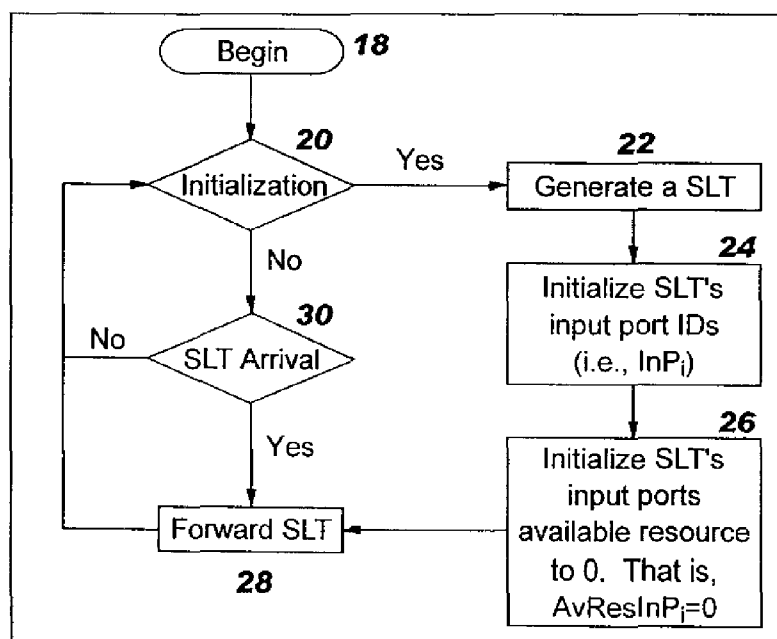 Begin
18
20
Initialization
Yes
22
Generate a SLT
No
24
Initialize SLT's
input port IDs
(i.e., InPi)
30
SLT Arrival
No
Yes
26
Initialize SLT's
input ports
available resource
to 0. That is,
AvResInPi=0
Forward SLT
28